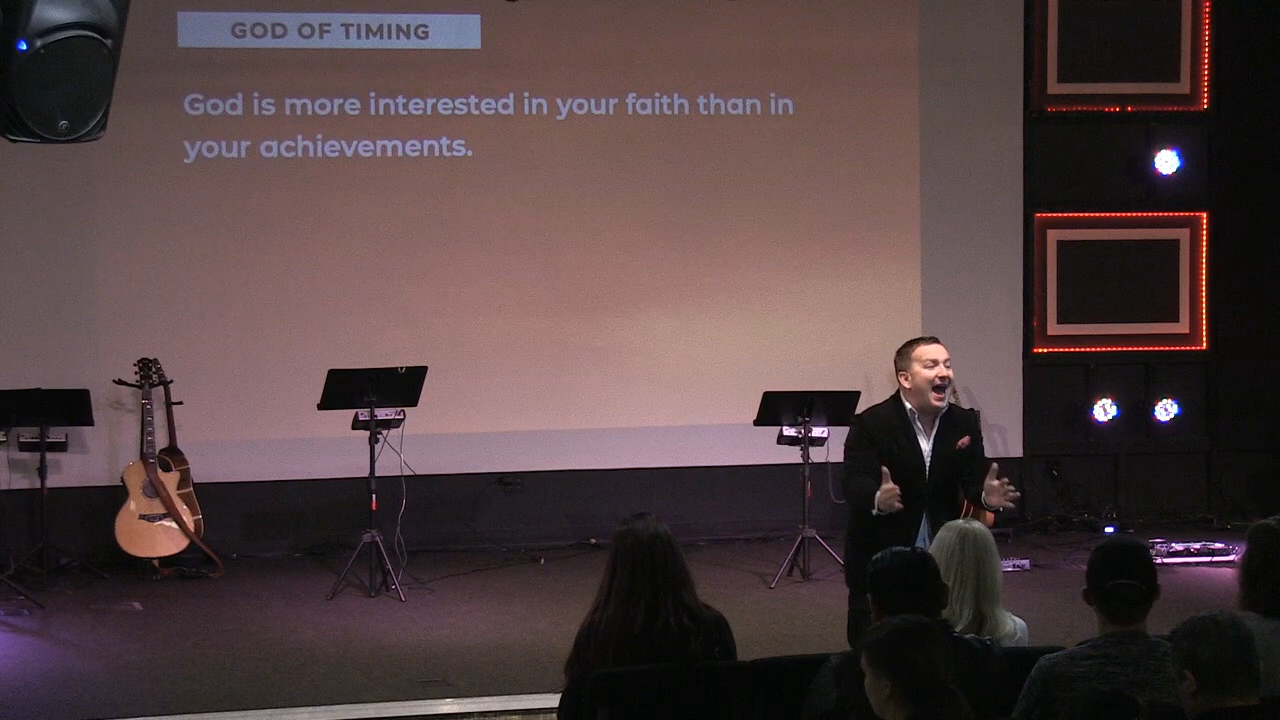 GOD OF TIMING
God is more interested in your faith than in
your achievements.